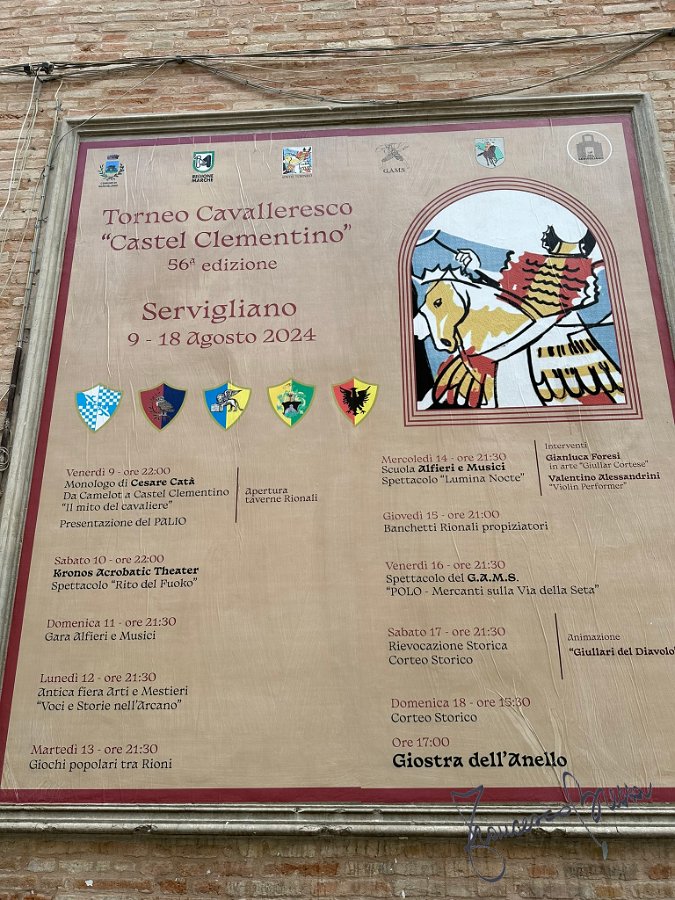 REGIONE
MARCHE
G.A.M.S.
Torneo Cavalleresco
“Castel Clementino”
56ª edizione
Servigliano
9 - 18 Agosto 2024
Venerdì 9 - ore 22:00
Monologo di Cesare Catà
Da Camelot a Castel Clementino
“Il mito del cavaliere”
Presentazione del PALIO
Apertura
taverne Rionali
Sabato 10 - ore 22:00
Kronos Acrobatic Theater
Spettacolo “Rito del Fuoko”
Domenica 11 - ore 21:30
Gara Alfieri e Musici
Lunedì 12 - ore 21:30
Antica fiera Arti e Mestieri
“Voci e Storie nell’Arcano”
Martedì 13 - ore 21:30
Giochi popolari tra Rioni
Mercoledì 14 - ore 21:30
Scuola Alfieri e Musici
Spettacolo “Lumina Nocte”
Interventi
Gianluca Foresi
in arte “Giullar Cortese”
Valentino Alessandrini
“Violin Performer”
Giovedì 15 - ore 21:00
Banchetti Rionali propiziatori
Venerdì 16 - ore 21:30
Spettacolo del G.A.M.S.
“POLO - Mercanti sulla Via della Seta”
Sabato 17 - ore 21:30
Rievocazione Storica
Corteo Storico
Animazione
“Giullari del Diavolo”
Domenica 18 - ore 15:30
Corteo Storico
Ore 17:00
Giostra dell’Anello